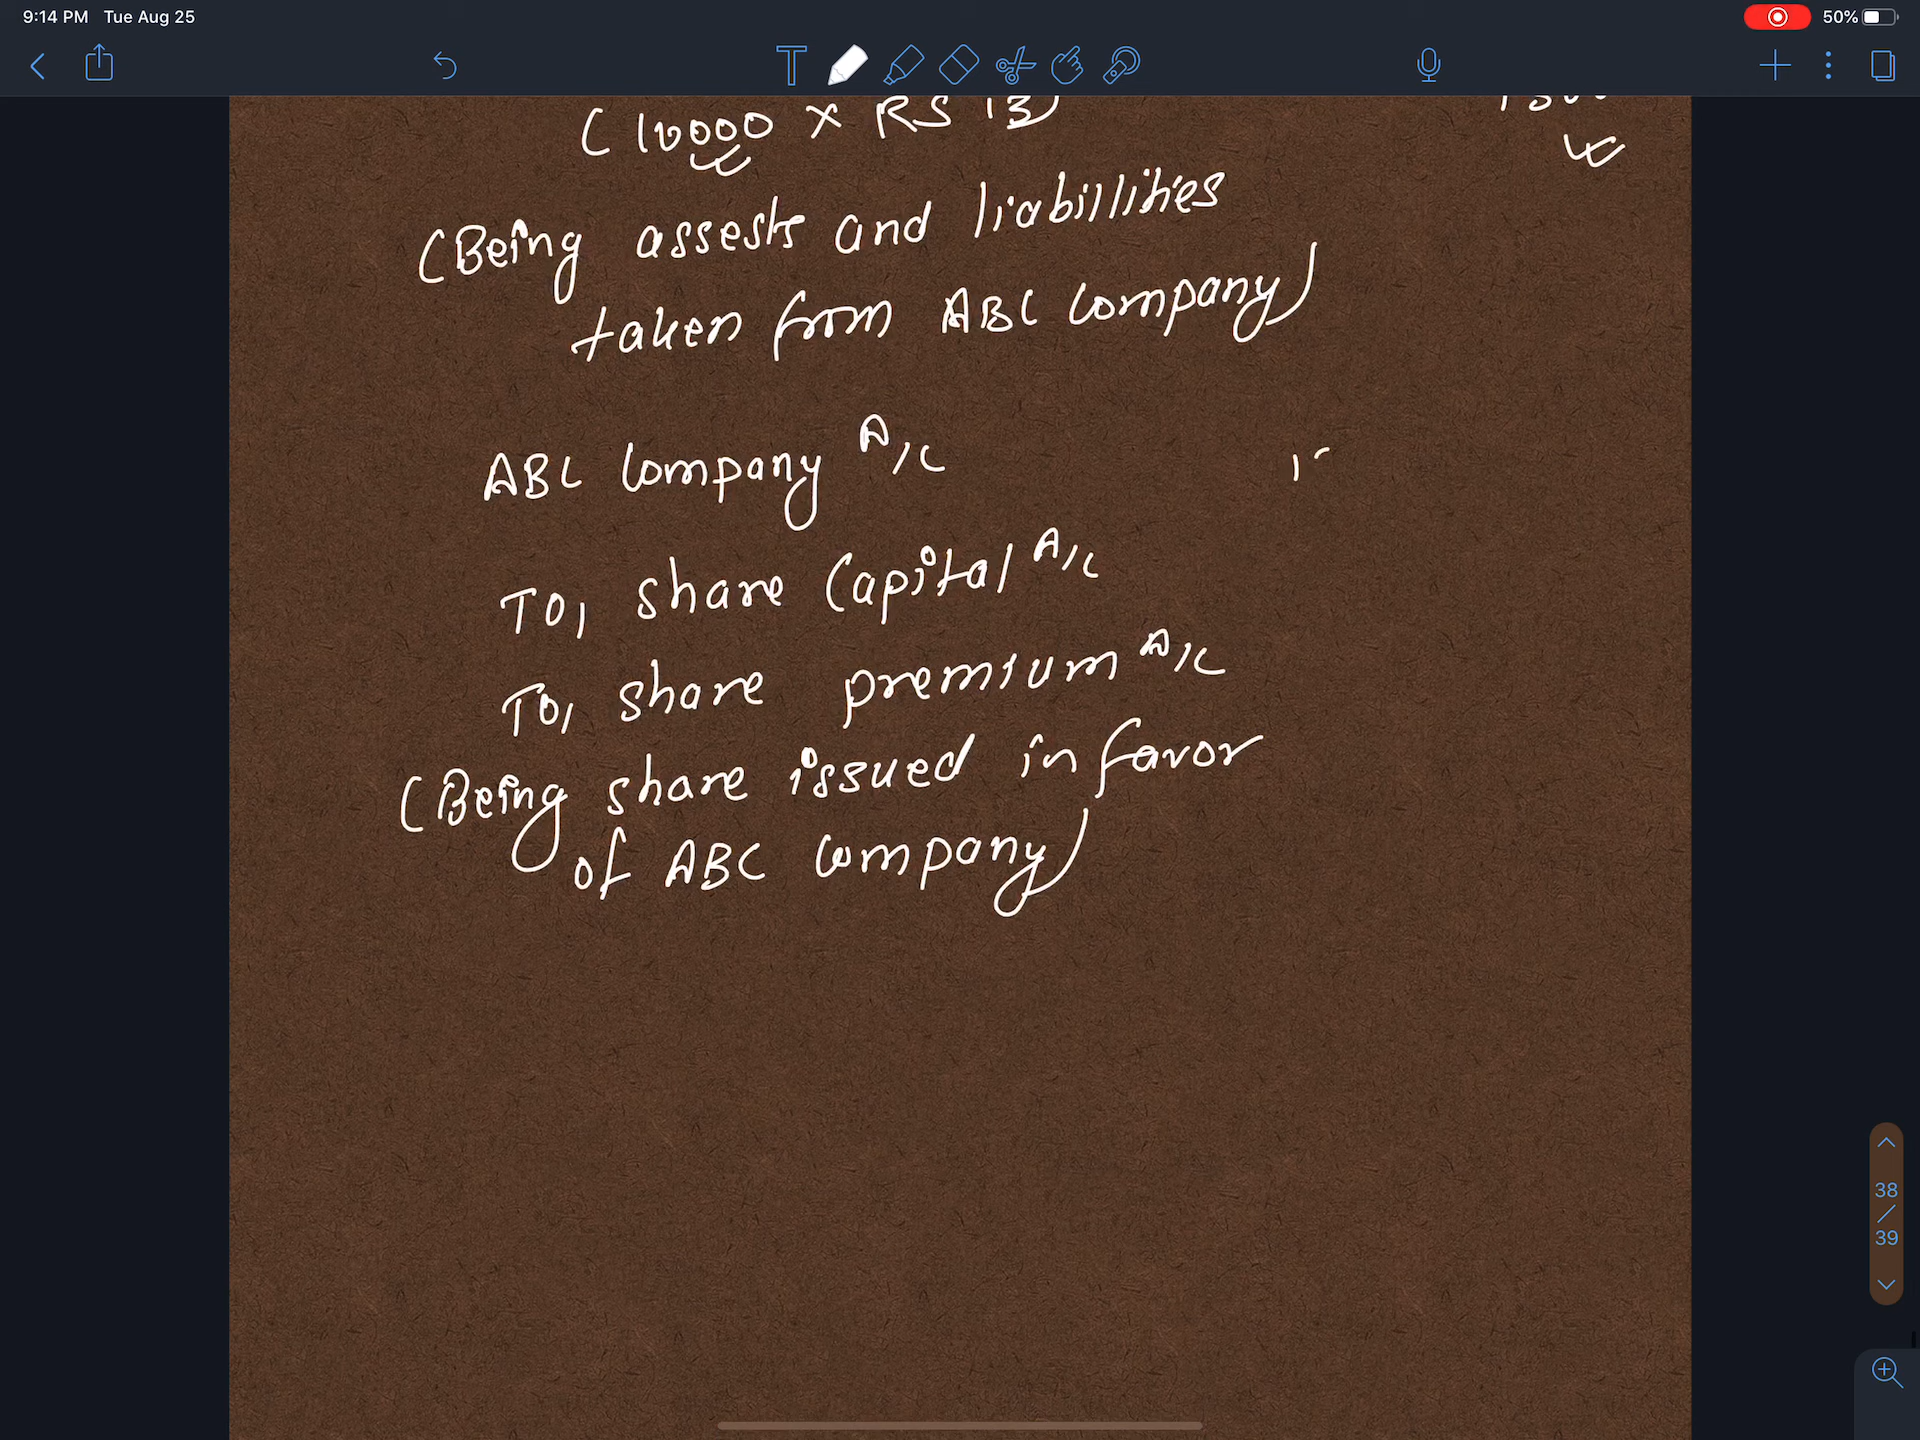 9:14 PM Tue Aug 25
50%
(10000 X RS 13)
(Being assests and liabillities
taken from ABC Company)
ABC Company A/c
TO, share Capital A/c
TO, share premium A/c
(Being share issued in favor
of ABC Company)
38
/
39